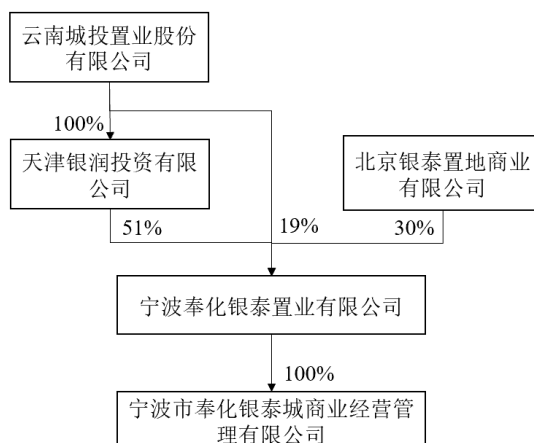 云南城投置业股份
有限公司
100%
天津银润投资有限
公司
北京银泰置地商业
有限公司
51%
19%
30%
宁波奉化银泰置业有限公司
100%
宁波市奉化银泰城商业经营管
理有限公司